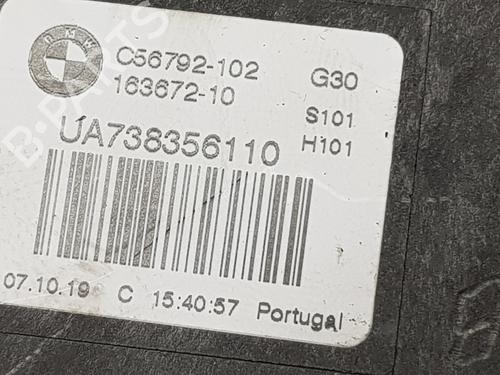 BMW
C56792-102 G30
163672-10 S101
UA738356110 H101
07.10.19 C 15:40:57 Portugal
B-PARTS